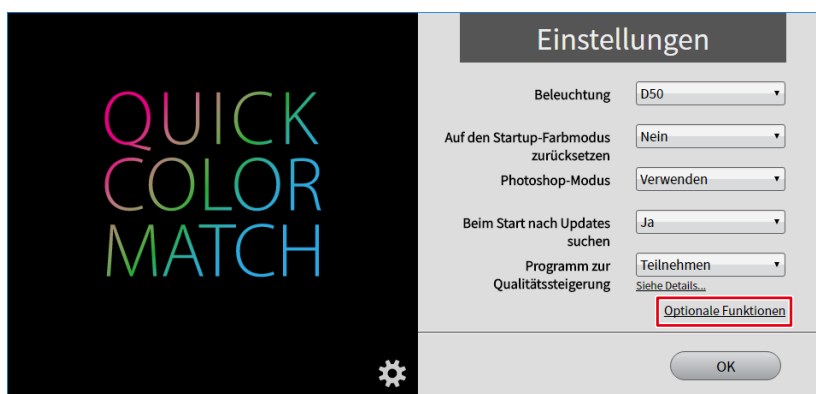 QUICK
COLOR
MATCH
Einstellungen
Beleuchtung
D50
Auf den Startup-Farbmodus
zurücksetzen
Nein
Photoshop-Modus
Verwenden
Beim Start nach Updates
suchen
Ja
Programm zur
Qualitätssteigerung
Teilnehmen
Siehe Details...
Optionale Funktionen
OK